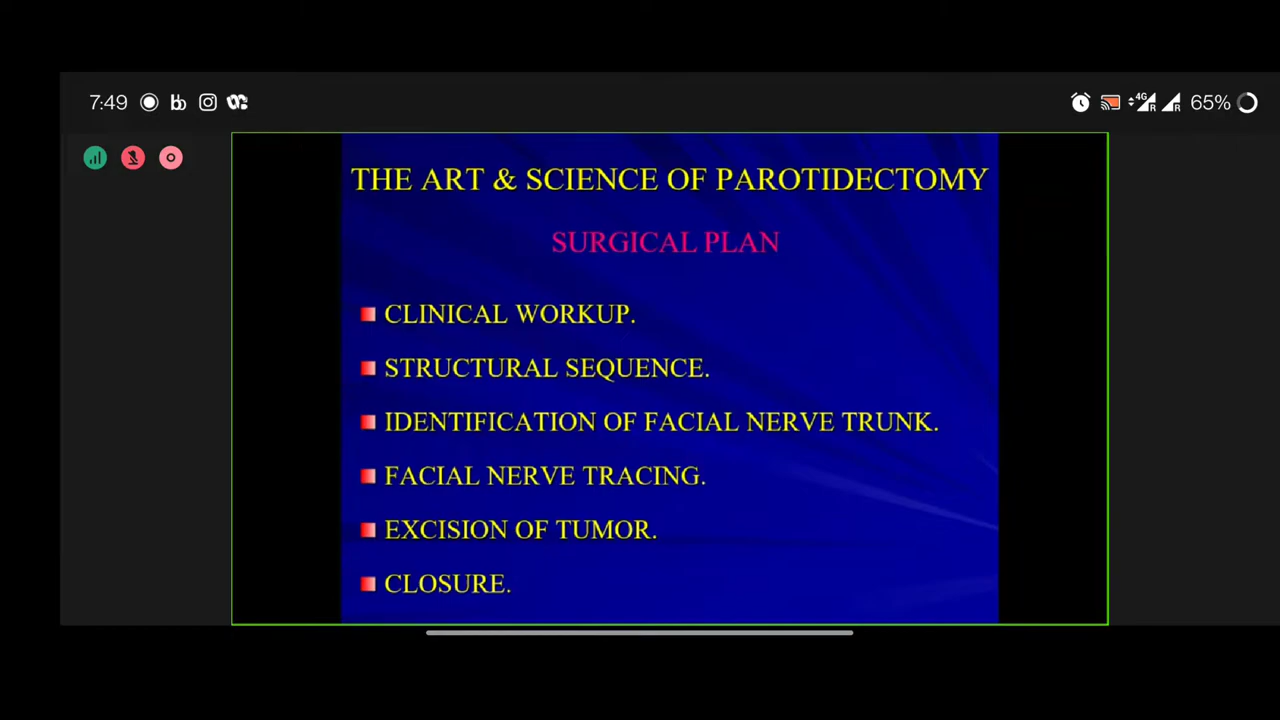 7:49
4G
R
R
65%
THE ART & SCIENCE OF PAROTIDECTOMY
SURGICAL PLAN
CLINICAL WORKUP.
STRUCTURAL SEQUENCE.
IDENTIFICATION OF FACIAL NERVE TRUNK.
FACIAL NERVE TRACING.
EXCISION OF TUMOR.
CLOSURE.